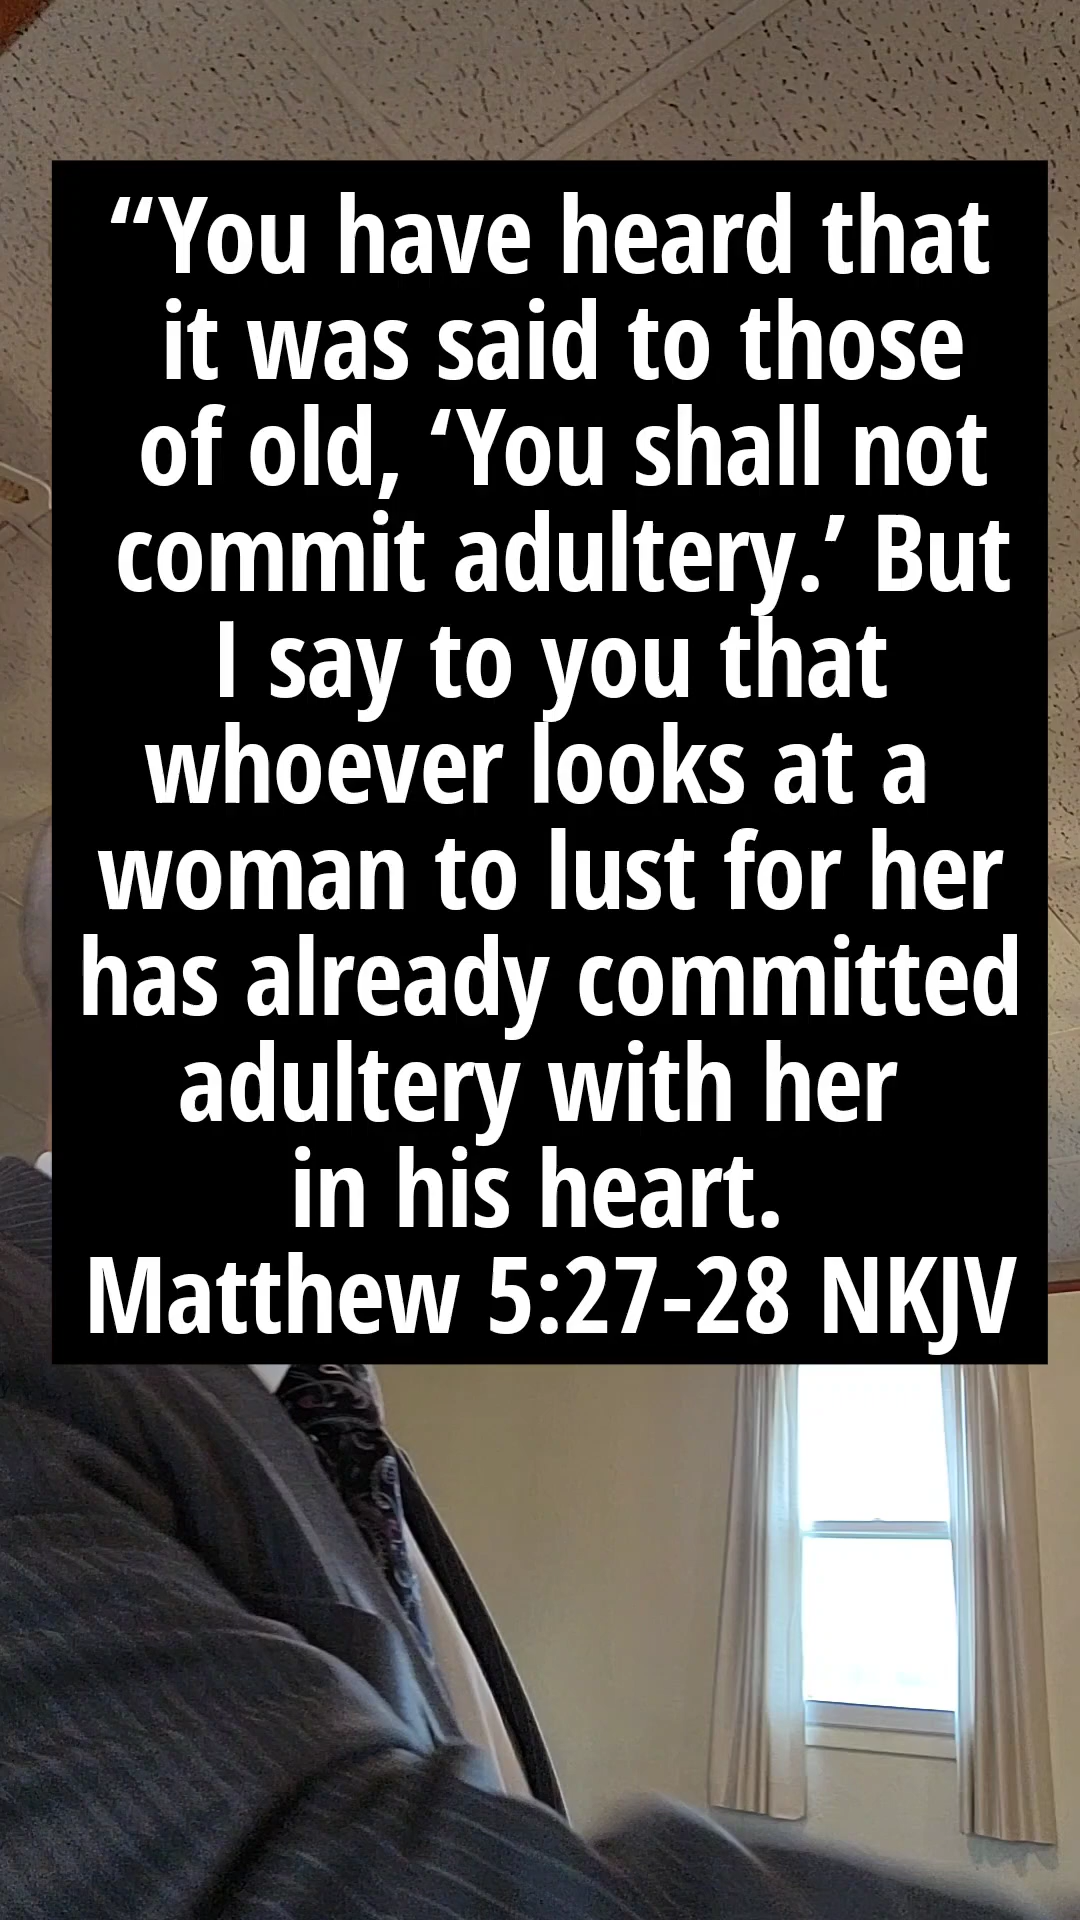 “You have heard that
it was said to those
of old, ‘You shall not
commit adultery.’ But
I say to you that
whoever looks at a
woman to lust for her
has already committed
adultery with her
in his heart.
Matthew 5:27-28 NKJV